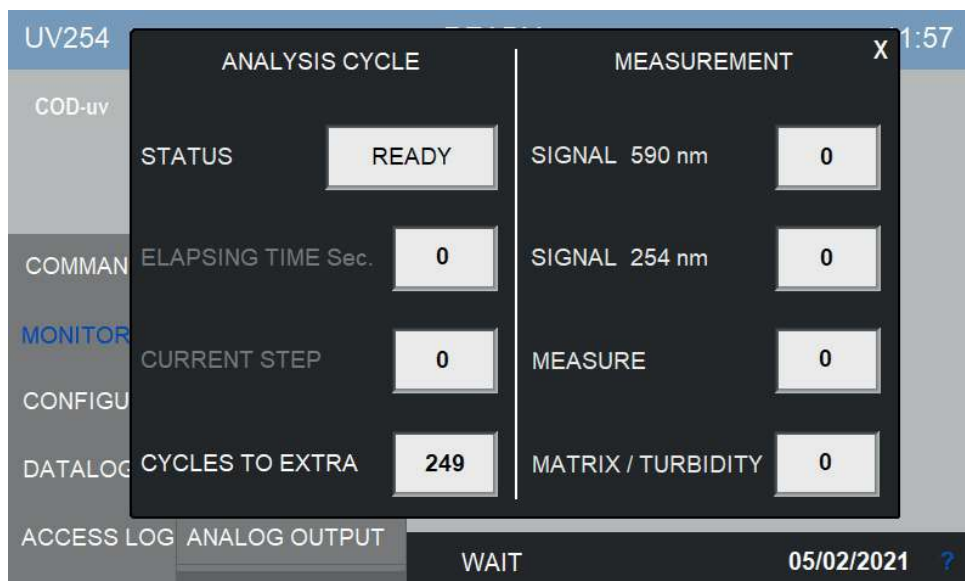 UV254
1:57
ANALYSIS CYCLE
MEASUREMENT
X
COD-uv
STATUS
READY
SIGNAL 590 nm
0
ELAPSING TIME Sec.
0
SIGNAL 254 nm
0
COMMAN
MONITOR
CURRENT STEP
0
MEASURE
0
CONFIGU
CYCLES TO EXTRA
249
MATRIX / TURBIDITY
0
DATALOG
ACCESS LOG
ANALOG OUTPUT
WAIT
05/02/2021
?